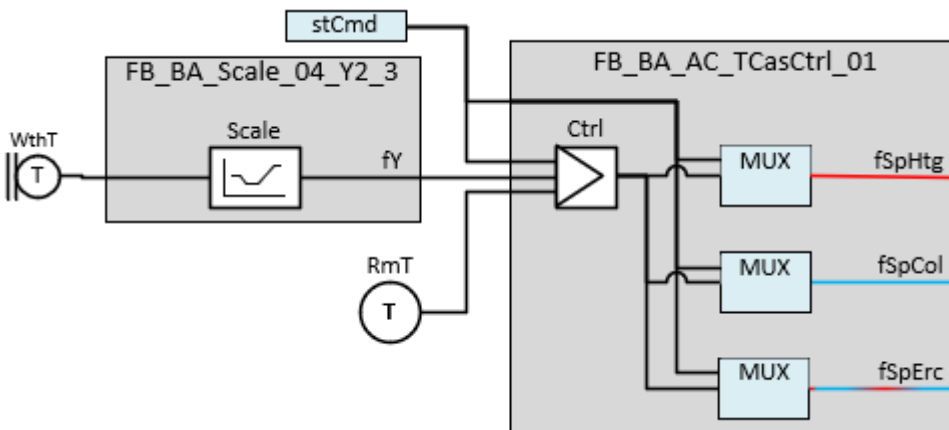 stCmd
FB_BA_Scale_04_Y2_3
FB_BA_AC_TCasCtrl_01
WthT
T
Scale
fY
Ctrl
MUX
fSpHtg
RmT
T
MUX
fSpCol
MUX
fSpErc